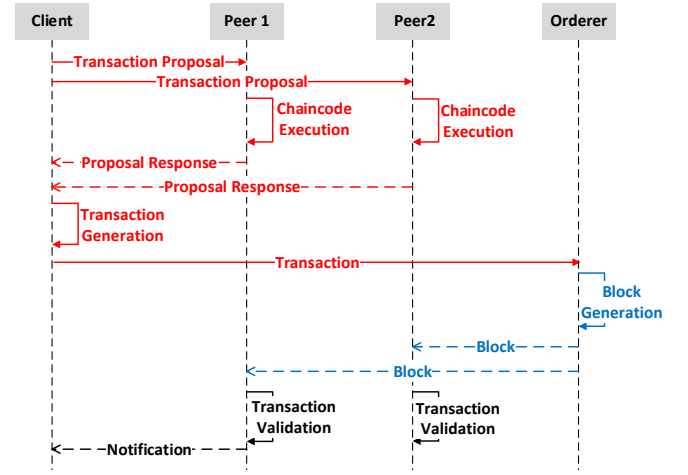 Client
Peer 1
Peer2
Orderer
Transaction Proposal
Transaction Proposal
Chaincode
Execution
Chaincode
Execution
Proposal Response
Proposal Response
Transaction
Generation
Transaction
Block
Generation
Block
Block
Transaction
Validation
Transaction
Validation
Notification